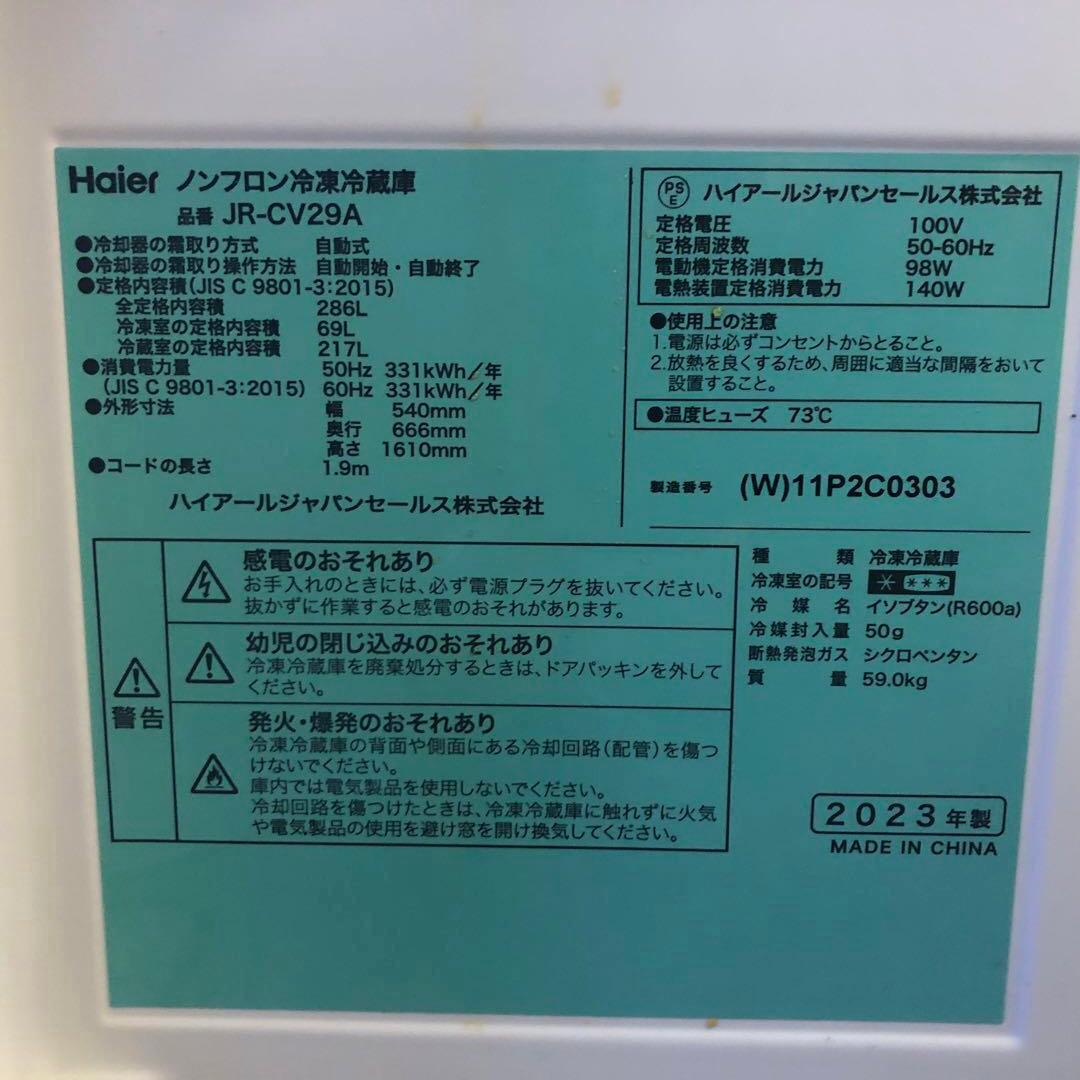 Haier ノンフロン冷凍冷蔵庫
品番 JR-CV29A
●冷却器の霜取り方式 自動式
●冷却器の霜取り操作方法 自動開始・自動終了
●定格内容積(JIS C 9801-3:2015)
全定格内容積 286L
冷凍室の定格内容積 69L
冷蔵室の定格内容積 217L
●消費電力量 50Hz 331kWh/年
(JIS C 9801-3:2015) 60Hz 331kWh/年
●外形寸法 幅 540mm
奥行 666mm
高さ 1610mm
●コードの長さ 1.9m
ハイアールジャパンセールス株式会社
PSE ハイアールジャパンセールス株式会社
定格電圧 100V
定格周波数 50-60Hz
電動機定格消費電力 98W
電熱装置定格消費電力 140W
●使用上の注意
1.電源は必ずコンセントからとること。
2.放熱を良くするため、周囲に適当な間隔をおいて
設置すること。
●温度ヒューズ 73℃
製造番号 (W)11P2C0303
種類 冷凍冷蔵庫
冷凍室の記号 * ***
冷媒名 イソブタン(R600a)
冷媒封入量 50g
断熱発泡ガス シクロペンタン
質量 59.0kg
2023年製
MADE IN CHINA
警告
感電のおそれあり
お手入れのときには、必ず電源プラグを抜いてください。
抜かずに作業すると感電のおそれがあります。
幼児の閉じ込みのおそれあり
冷凍冷蔵庫を廃棄処分するときは、ドアパッキンを外して
ください。
発火・爆発のおそれあり
冷凍冷蔵庫の背面や側面にある冷却回路(配管)を傷つ
けないでください。
庫内では電気製品を使用しないでください。
冷却回路を傷つけたときは、冷凍冷蔵庫に触れずに火気
や電気製品の使用を避け窓を開け換気してください。